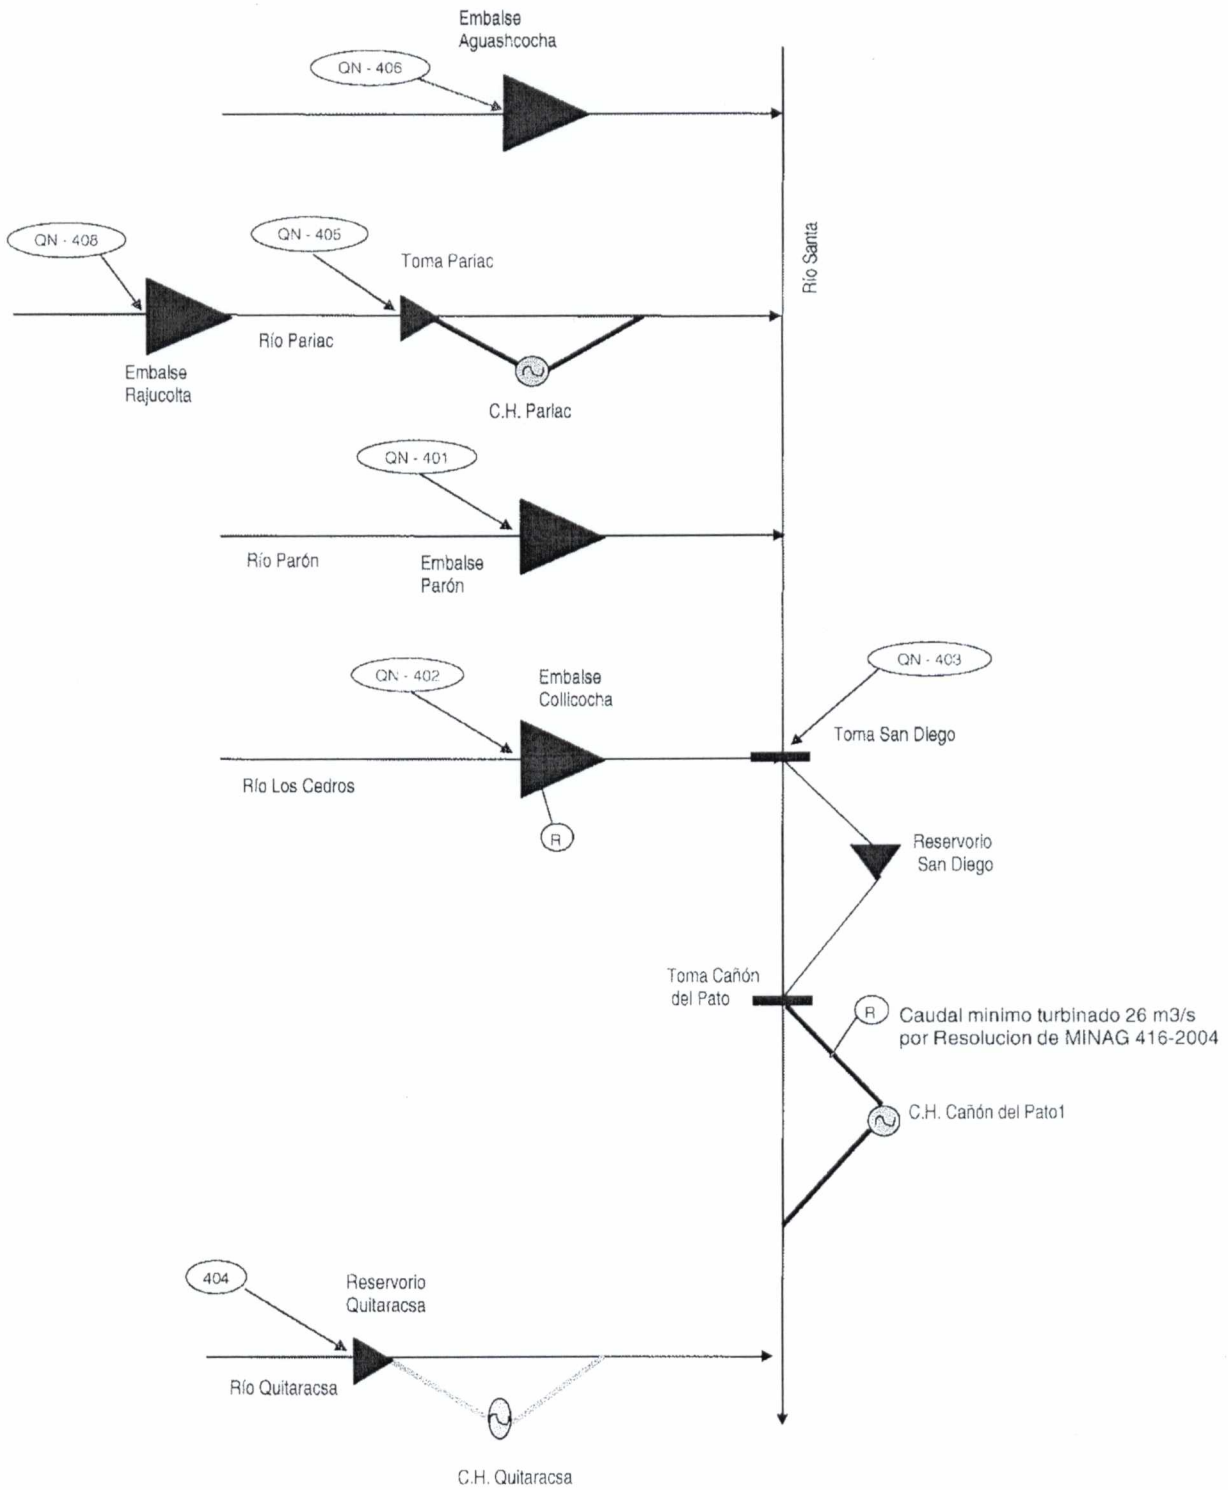 Embalse
Aguashcocha
QN - 406
QN - 408
QN - 405
Toma Pariac
Río Santa
Río Pariac
Embalse
Rajucolta
C.H. Pariac
QN - 401
Río Parón
Embalse
Parón
QN - 402
Embalse
Collicocha
QN - 403
Toma San Diego
Río Los Cedros
R
Reservorio
San Diego
Toma Cañón
del Pato
R
Caudal minimo turbinado 26 m3/s
por Resolucion de MINAG 416-2004
C.H. Cañón del Pato1
404
Reservorio
Quitaracsa
Río Quitaracsa
C.H. Quitaracsa